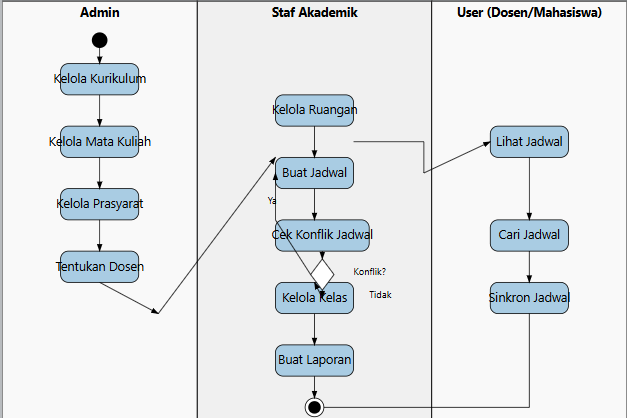 Admin
Staf Akademik
User (Dosen/Mahasiswa)
Kelola Kurikulum
Kelola Mata Kuliah
Kelola Prasyarat
Tentukan Dosen
Kelola Ruangan
Buat Jadwal
Ya
Cek Konflik Jadwal
Konflik?
Tidak
Kelola Kelas
Buat Laporan
Lihat Jadwal
Cari Jadwal
Sinkron Jadwal